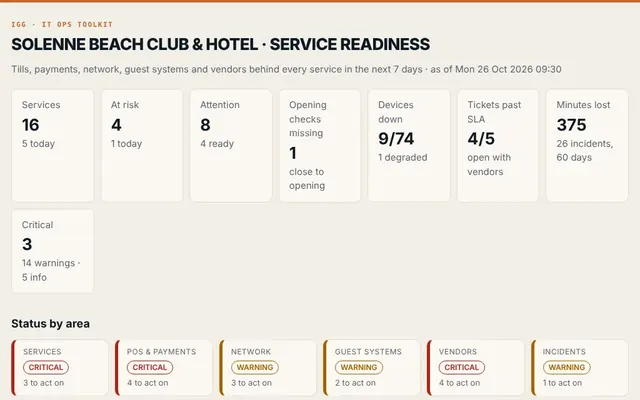 IGG · IT OPS TOOLKIT
SOLENNE BEACH CLUB & HOTEL · SERVICE READINESS
Tills, payments, network, guest systems and vendors behind every service in the next 7 days · as of Mon 26 Oct 2026 09:30
Services
16
5 today
At risk
4
1 today
Attention
8
4 ready
Opening
checks
missing
1
close to
opening
Devices
down
9/74
1 degraded
Tickets past
SLA
4/5
open with
vendors
Minutes lost
375
26 incidents,
60 days
Critical
3
14 warnings ·
5 info
Status by area
SERVICES
CRITICAL
3 to act on
POS & PAYMENTS
CRITICAL
4 to act on
NETWORK
WARNING
3 to act on
GUEST SYSTEMS
WARNING
2 to act on
VENDORS
CRITICAL
4 to act on
INCIDENTS
WARNING
1 to act on